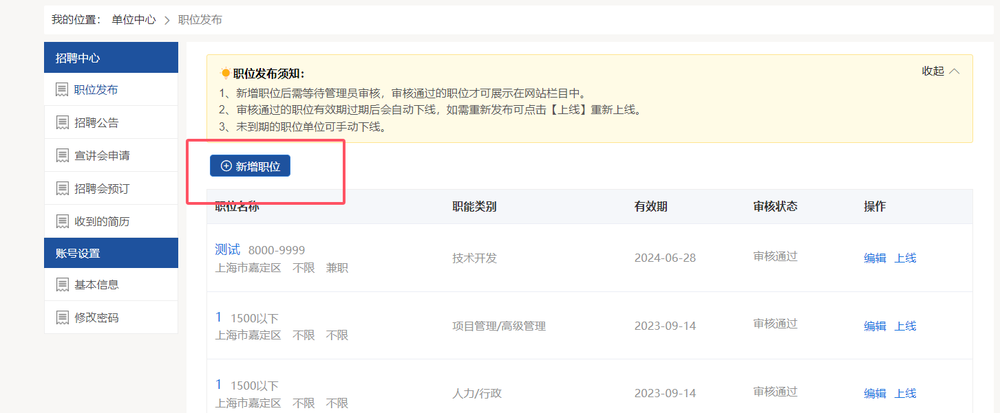 我的位置： 单位中心 > 职位发布
招聘中心
职位发布
招聘公告
宣讲会申请
招聘会预订
收到的简历
账号设置
基本信息
修改密码
职位发布须知：
收起
1、新增职位后需等待管理员审核，审核通过的职位才可展示在网站栏目中。
2、审核通过的职位有效期过期后会自动下线，如需重新发布可点击【上线】重新上线。
3、未到期的职位单位可手动下线。
新增职位
职位名称 职能类别 有效期 审核状态 操作
测试 8000-9999
上海市嘉定区 不限 兼职
技术开发 2024-06-28 审核通过 编辑 上线
1 1500以下
上海市嘉定区 不限 不限
项目管理/高级管理 2023-09-14 审核通过 编辑 上线
1 1500以下
上海市嘉定区 不限 不限
人力/行政 2023-09-14 审核通过 编辑 上线